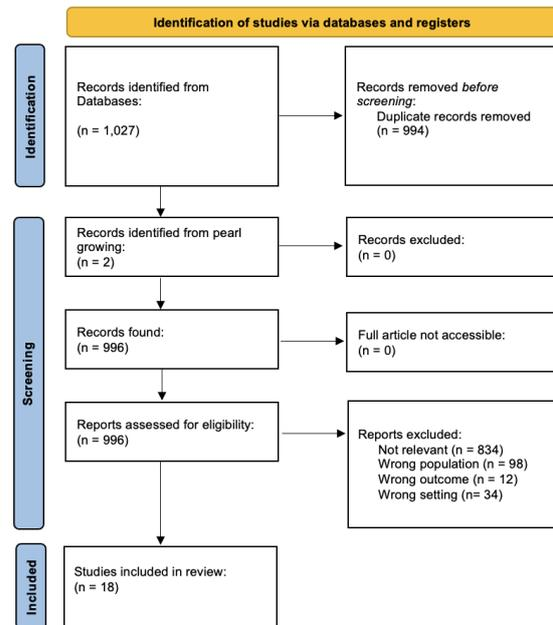 Identification of studies via databases and registers
Identification
Records identified from
Databases:
(n = 1,027)
Records removed before
screening:
Duplicate records removed
(n = 994)
Screening
Records identified from pearl
growing:
(n = 2)
Records excluded:
(n = 0)
Records found:
(n = 996)
Full article not accessible:
(n = 0)
Reports assessed for eligibility:
(n = 996)
Reports excluded:
Not relevant (n = 834)
Wrong population (n = 98)
Wrong outcome (n = 12)
Wrong setting (n= 34)
Included
Studies included in review:
(n = 18)